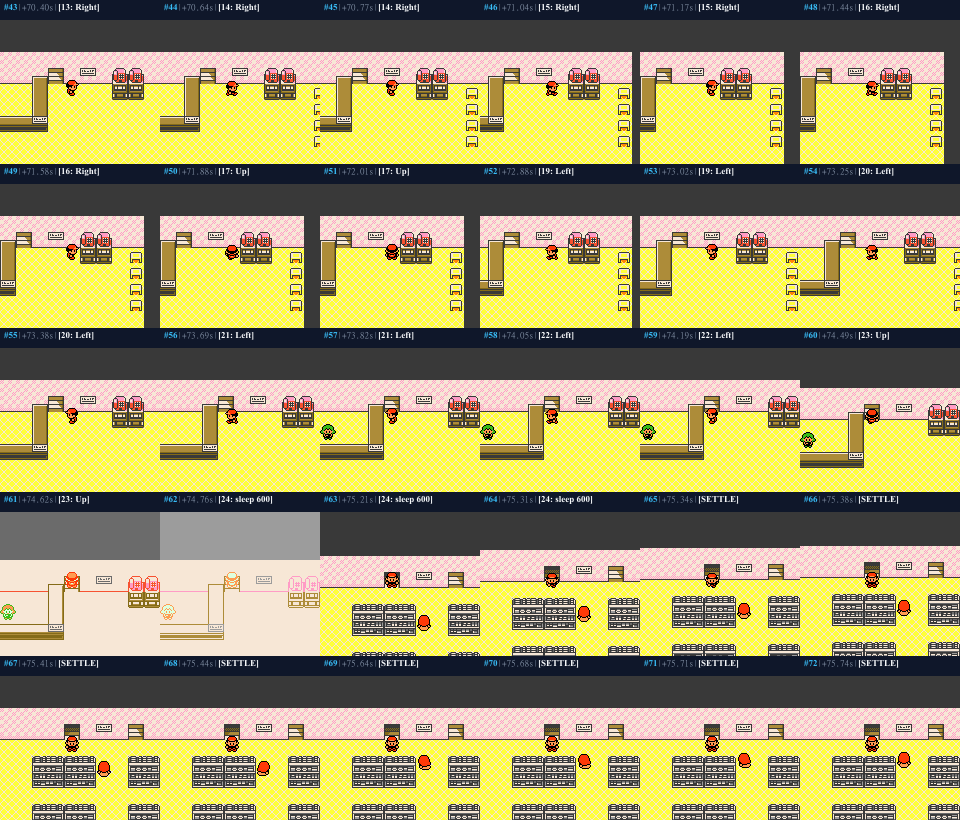 #43|+70.40s| [13: Right]
#44|+70.64s| [14: Right]
#45|+70.77s| [14: Right]
#46|+71.04s| [15: Right]
#47|+71.17s| [15: Right]
#48|+71.44s| [16: Right]
#49|+71.58s| [16: Right]
#50|+71.88s| [17: Up]
#51|+72.01s| [17: Up]
#52|+72.88s| [19: Left]
#53|+73.02s| [19: Left]
#54|+73.25s| [20: Left]
#55|+73.38s| [20: Left]
#56|+73.69s| [21: Left]
#57|+73.82s| [21: Left]
#58|+74.05s| [22: Left]
#59|+74.19s| [22: Left]
#60|+74.49s| [23: Up]
#61|+74.62s| [23: Up]
#62|+74.76s| [24: sleep 600]
#63|+75.21s| [24: sleep 600]
#64|+75.31s| [24: sleep 600]
#65|+75.34s| [SETTLE]
#66|+75.38s| [SETTLE]
#67|+75.41s| [SETTLE]
#68|+75.44s| [SETTLE]
#69|+75.64s| [SETTLE]
#70|+75.68s| [SETTLE]
#71|+75.71s| [SETTLE]
#72|+75.74s| [SETTLE]